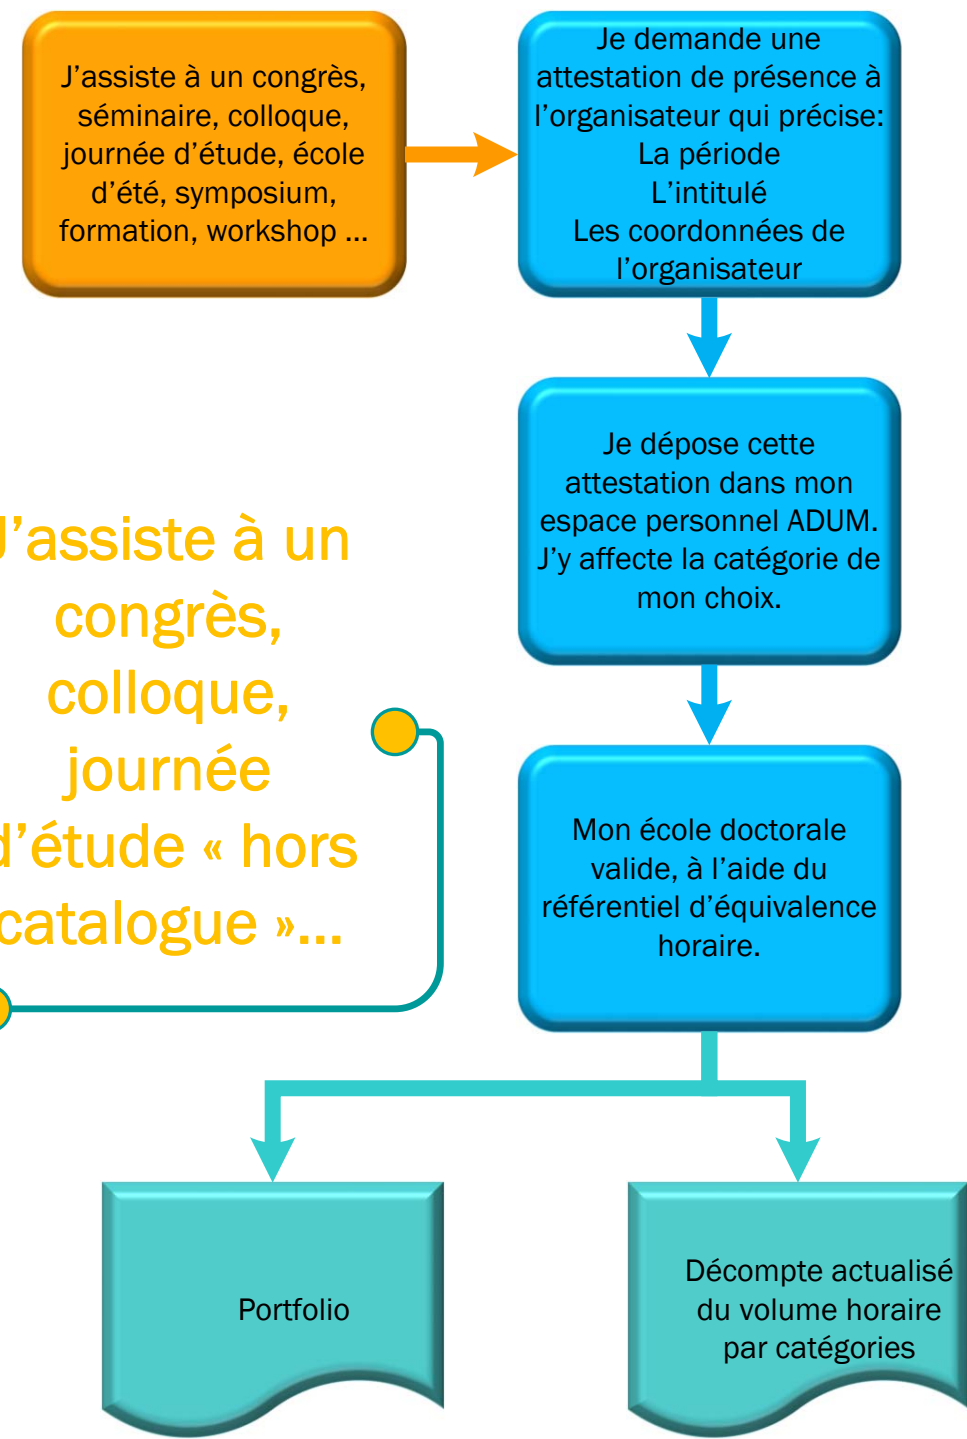 J’assiste à un congrès,
séminaire, colloque,
journée d’étude, école
d’été, symposium,
formation, workshop …
Je demande une
attestation de présence à
l’organisateur qui précise:
La période
L’intitulé
Les coordonnées de
l’organisateur
Je dépose cette
attestation dans mon
espace personnel ADUM.
J’y affecte la catégorie de
mon choix.
J’assiste à un
congrès,
colloque,
journée
d’étude « hors
catalogue »…
Mon école doctorale
valide, à l’aide du
référentiel d’équivalence
horaire.
Portfolio
Décompte actualisé
du volume horaire
par catégories